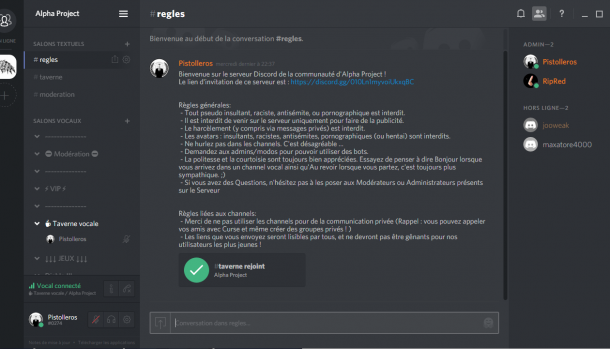 Alpha Project
#regles
EN LIGNE
SALONS TEXTUELS
# regles
# taverne
# moderation
SALONS VOCAUX
---------------
Modération
---------------
VIP
---------------
Taverne vocale
Pistolleros
---------------
↓↓↓ JEUX ↓↓↓
Vocal connecté
Taverne vocale / Alpha Project
Pistolleros
#6274
Bienvenue au début de la conversation #regles.
Pistolleros mercredi dernier à 22:37
Bienvenue sur le serveur Discord de la communauté d'Alpha Project !
Le lien d'invitation de ce serveur est :
Règles générales:
- Tout pseudo insultant, raciste, antisémite, ou pornographique est interdit.
- Il est interdit de venir sur le serveur uniquement pour faire de la publicité.
- Le harcèlement (y compris via messages privés) est interdit.
- Les avatars : insultants, racistes, antisémites, pornographiques (ou hentai) sont interdits.
- Ne hurlez pas dans les channels. C'est désagréable ...
- Demandez aux admins/modos pour pouvoir utiliser des bots.
- La politesse et la courtoisie sont toujours bien appréciées. Essayez de penser à dire Bonjour lorsque
vous arrivez dans un channel vocal ainsi qu'Au revoir lorsque vous partez, c'est toujours plus
sympathique. ;)
- Si vous avez des Questions, n'hésitez pas à les poser aux Modérateurs ou Administrateurs présents
sur le Serveur
Règles liées aux channels:
- Merci de ne pas utiliser les channels pour de la communication privée (Rappel : vous pouvez appeler
vos amis avec Curse et même créer des groupes privés ! )
- Les liens que vous envoyez seront lisibles par tous, et ne devront pas être gênants pour nos
utilisateurs les plus jeunes !
#taverne rejoint
Alpha Project
Conversation dans regles...
ADMIN—2
Pistolleros
RipRed
HORS LIGNE—2
joowcak
maxatore4000